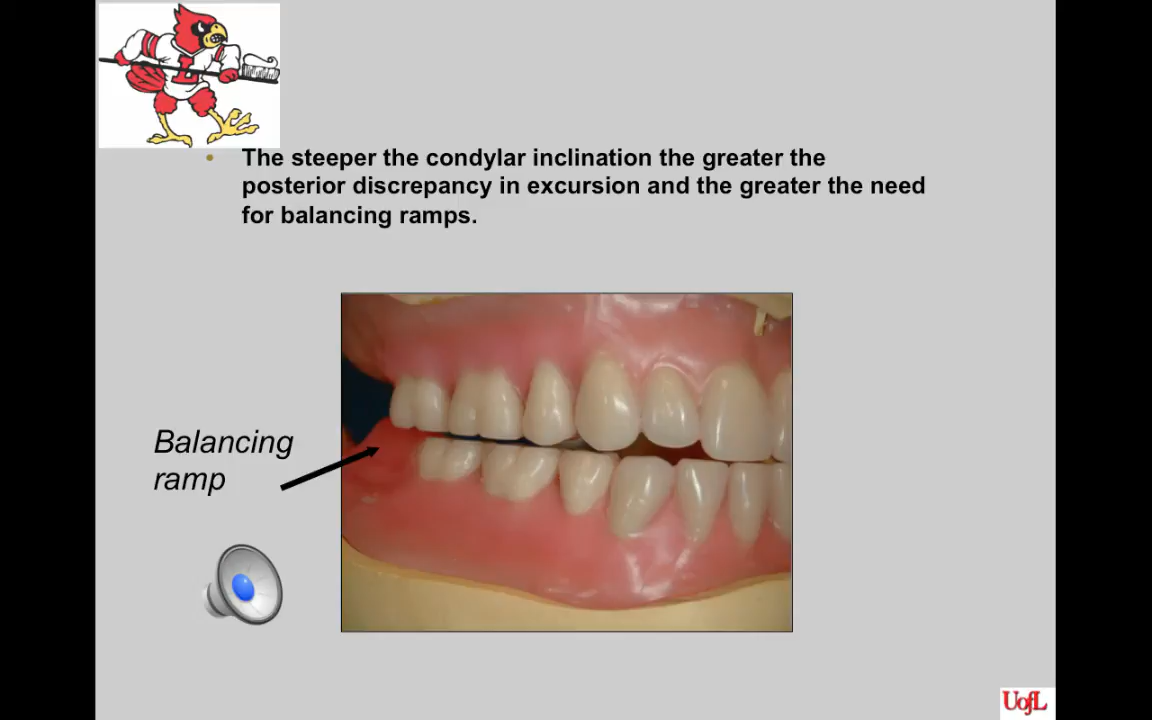 • The steeper the condylar inclination the greater the
posterior discrepancy in excursion and the greater the need
for balancing ramps.
Balancing
ramp
L
UofL